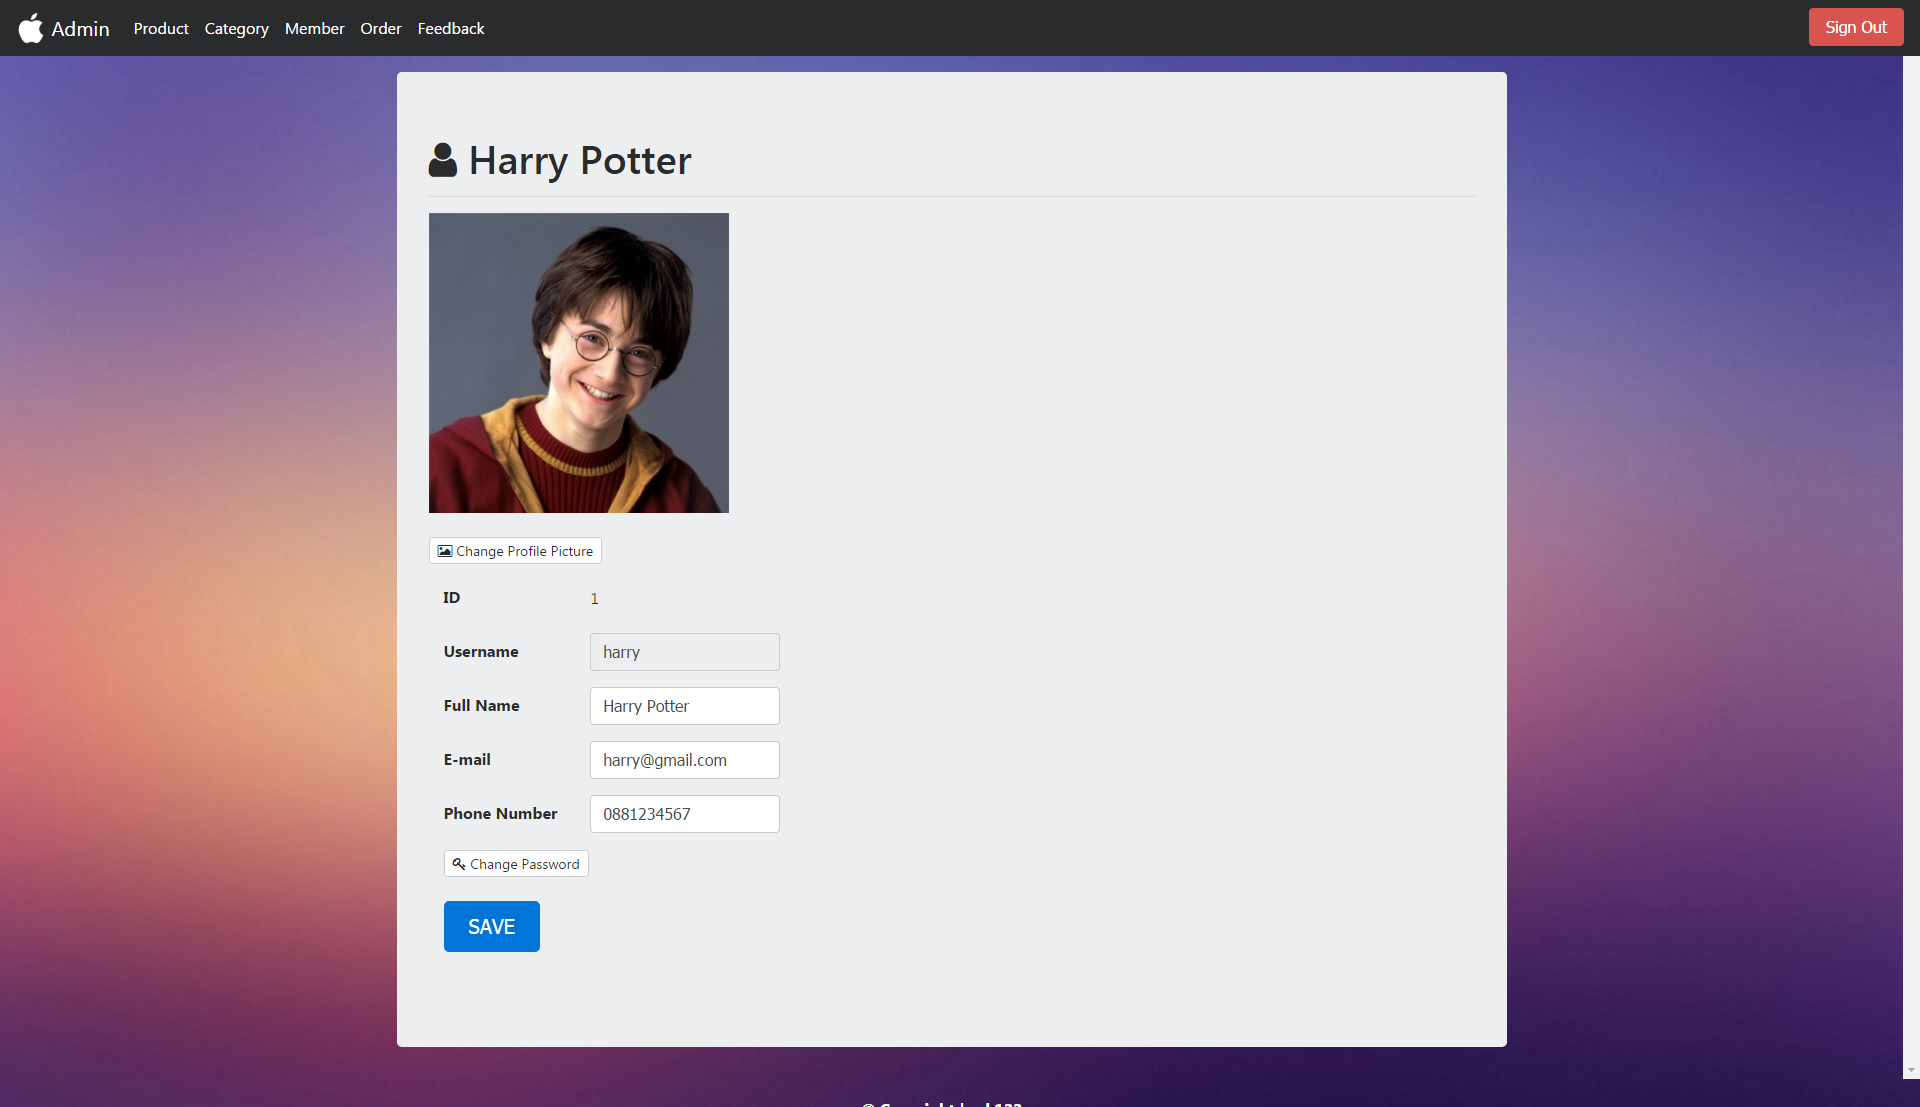 Admin Product Category Member Order Feedback Sign Out
Harry Potter
Change Profile Picture
ID 1
Username harry
Full Name Harry Potter
E-mail harry@gmail.com
Phone Number 0881234567
Change Password
SAVE